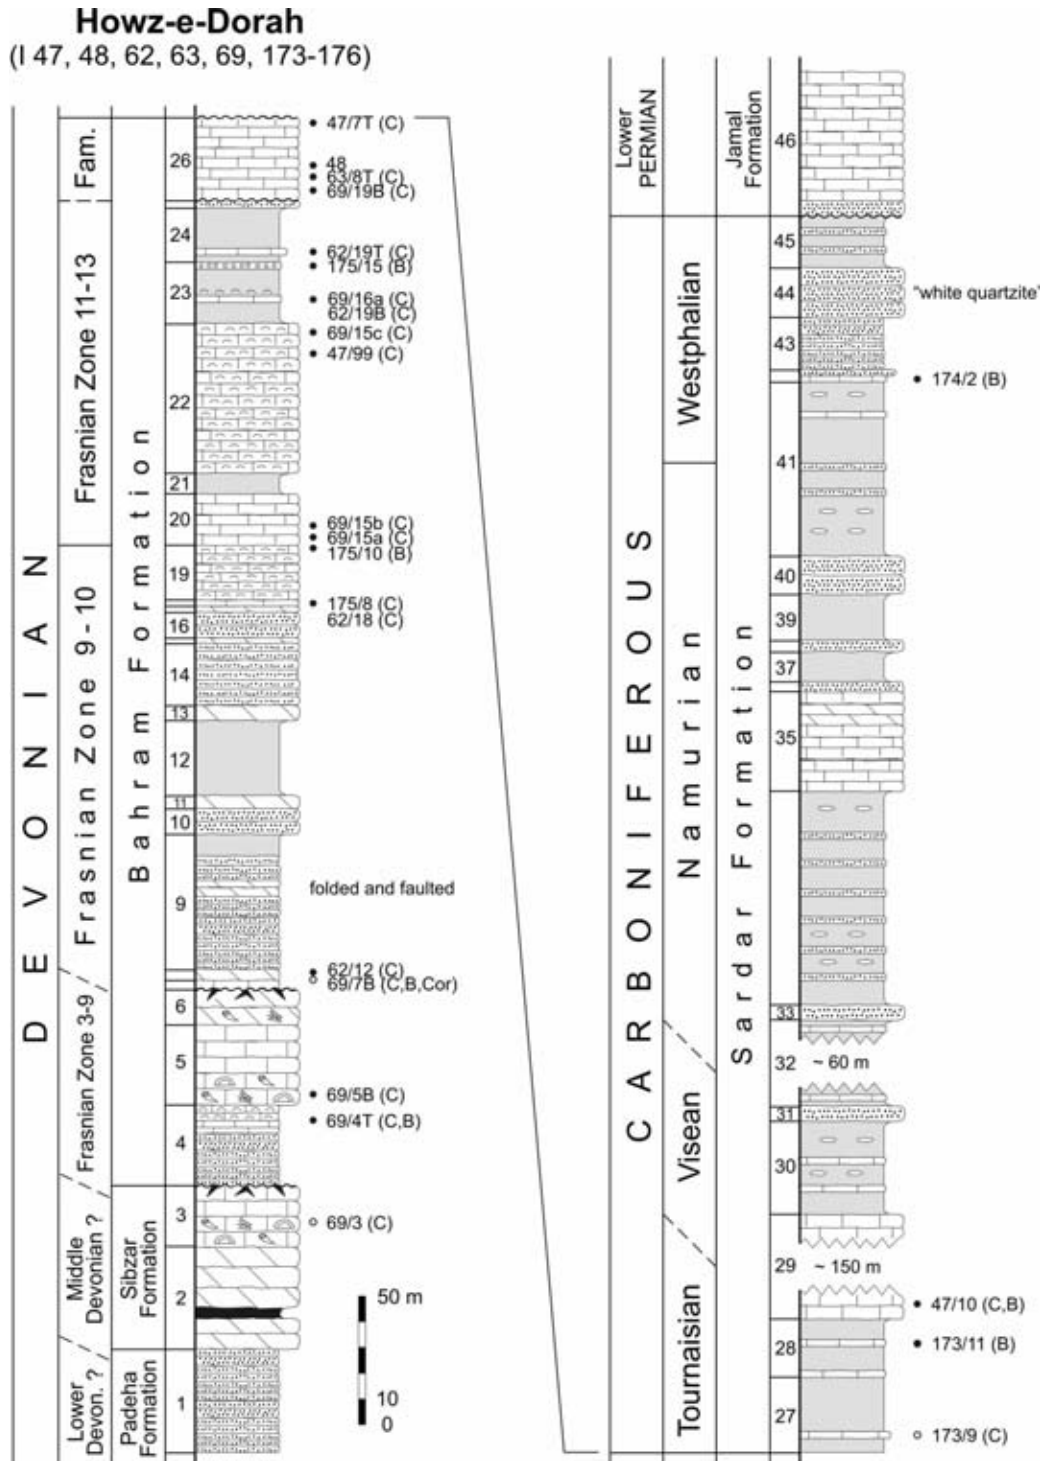 Howz-e-Dorah
(I 47, 48, 62, 63, 69, 173-176)
DEVONIAN
Fam.
Frasnian Zone 11-13
Frasnian Zone 9 - 10
Frasnian Zone 3-9
Middle
Devonian ?
Lower
Devon. ?
Bahram Formation
Sibzar
Formation
Padeha
Formation
26
24
23
22
21
20
19
16
14
13
12
11
10
9
6
5
4
3
2
1
47/7T (C)
48
63/8T (C)
69/19B (C)
62/19T (C)
175/15 (B)
69/16a (C)
62/19B (C)
69/15c (C)
47/99 (C)
69/15b (C)
69/15a (C)
175/10 (B)
175/8 (C)
62/18 (C)
folded and faulted
62/12 (C)
69/7B (C,B,Cor)
69/5B (C)
69/4T (C,B)
69/3 (C)
50 m
10
0
Lower
PERMIAN
CARBONIFEROUS
Westphalian
Namurian
Visean
Tournaisian
Jamal
Formation
Sardar Formation
46
45
44
43
41
40
39
37
35
33
32
31
30
29
28
27
"white quartzite"
174/2 (B)
~ 60 m
~ 150 m
47/10 (C,B)
173/11 (B)
173/9 (C)